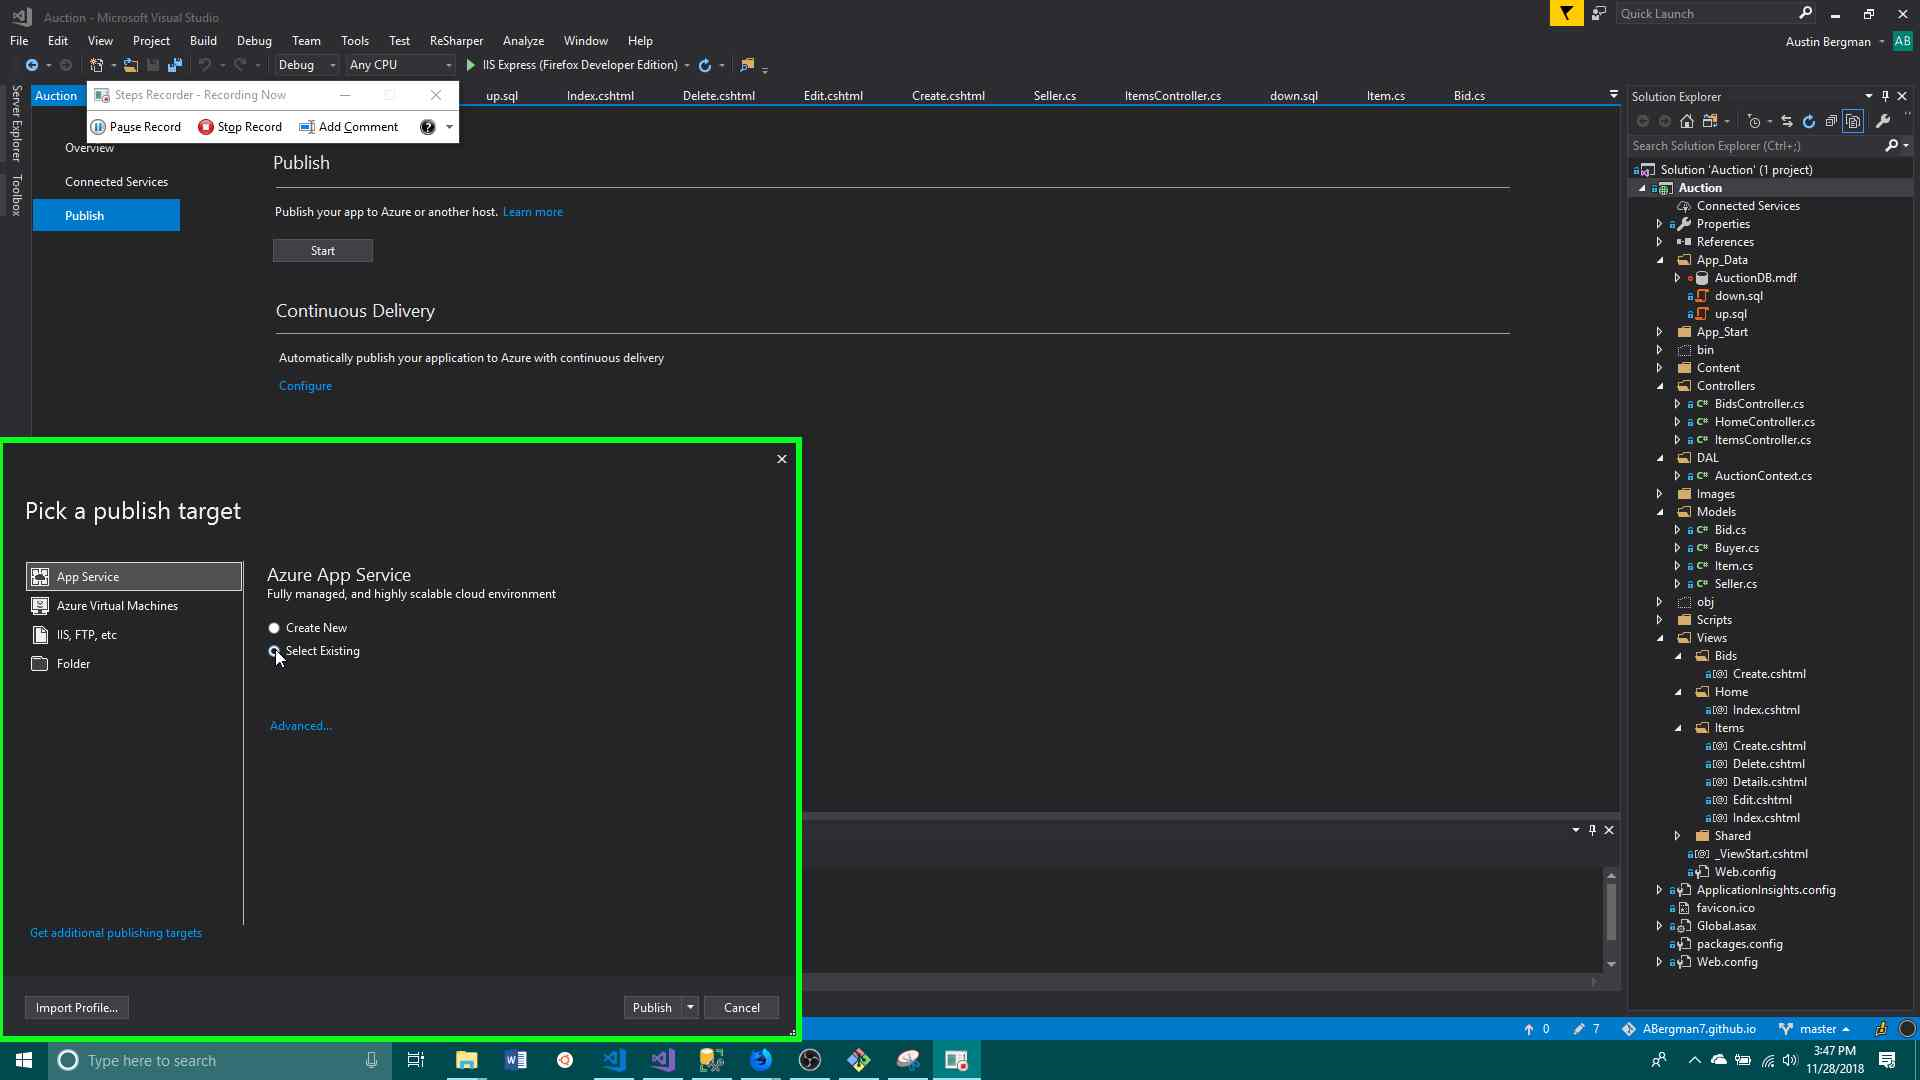 Auction - Microsoft Visual Studio
Quick Launch
File Edit View Project Build Debug Team Tools Test ReSharper Analyze Window Help
Austin Bergman AB
Debug Any CPU IIS Express (Firefox Developer Edition)
Server Explorer
Toolbox
Auction up.sql Index.cshtml Delete.cshtml Edit.cshtml Create.cshtml Seller.cs ItemsController.cs down.sql Item.cs Bid.cs
Steps Recorder - Recording Now
Pause Record Stop Record Add Comment
Overview
Connected Services
Publish
Publish
Publish your app to Azure or another host. Learn more
Start
Continuous Delivery
Automatically publish your application to Azure with continuous delivery
Configure
Pick a publish target
App Service
Azure Virtual Machines
IIS, FTP, etc
Folder
Azure App Service
Fully managed, and highly scalable cloud environment
Create New
Select Existing
Advanced...
Get additional publishing targets
Import Profile...
Publish
Cancel
Solution Explorer
Search Solution Explorer (Ctrl+;)
Solution 'Auction' (1 project)
Auction
Connected Services
Properties
References
App_Data
AuctionDB.mdf
down.sql
up.sql
App_Start
bin
Content
Controllers
C# BidsController.cs
C# HomeController.cs
C# ItemsController.cs
DAL
C# AuctionContext.cs
Images
Models
C# Bid.cs
C# Buyer.cs
C# Item.cs
C# Seller.cs
obj
Scripts
Views
Bids
[@] Create.cshtml
Home
[@] Index.cshtml
Items
[@] Create.cshtml
[@] Delete.cshtml
[@] Details.cshtml
[@] Edit.cshtml
[@] Index.cshtml
Shared
[@] _ViewStart.cshtml
Web.config
ApplicationInsights.config
favicon.ico
Global.asax
packages.config
Web.config
0 7 ABergman7.github.io master
Type here to search
3:47 PM
11/28/2018